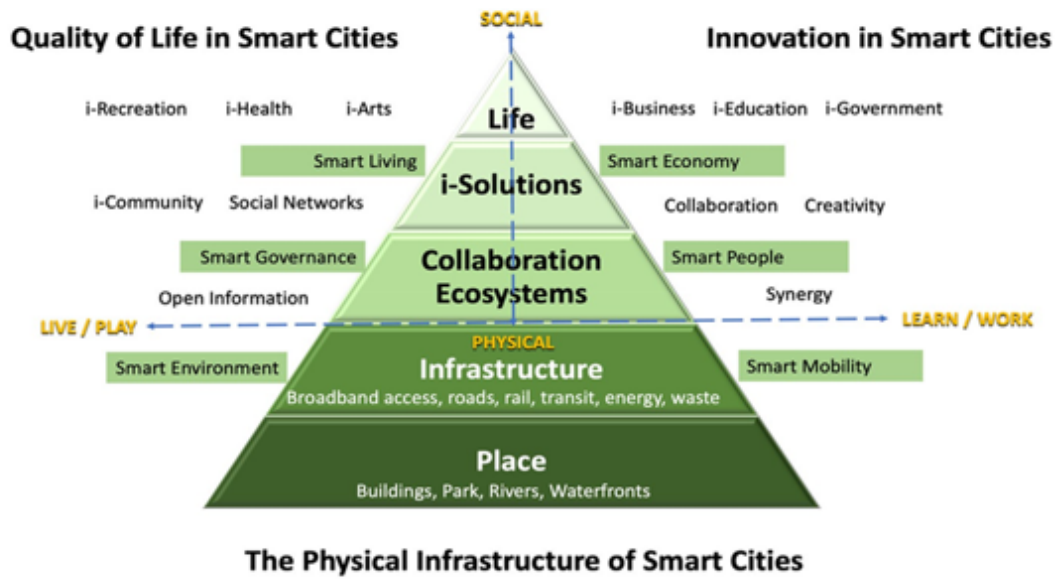 SOCIAL
Quality of Life in Smart Cities
Innovation in Smart Cities
i-Recreation i-Health i-Arts
Life
i-Business i-Education i-Government
Smart Living
i-Solutions
Smart Economy
i-Community Social Networks
Collaboration Creativity
Smart Governance
Collaboration
Ecosystems
Smart People
Open Information
Synergy
LIVE / PLAY
LEARN / WORK
PHYSICAL
Smart Environment
Infrastructure
Smart Mobility
Broadband access, roads, rail, transit, energy, waste
Place
Buildings, Park, Rivers, Waterfronts
The Physical Infrastructure of Smart Cities